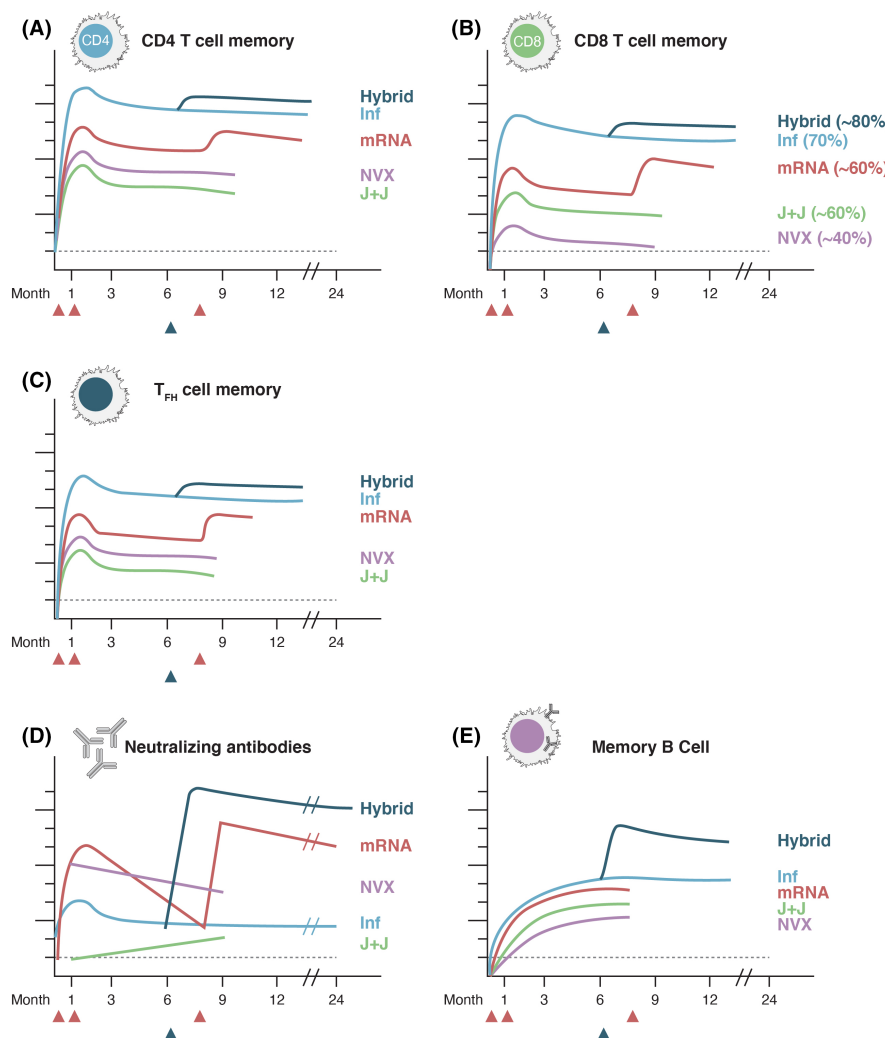 (A) CD4 CD4 T cell memory
Hybrid
Inf
mRNA
NVX
J+J
Month 1 3 6 9 12 24
(B) CD8 CD8 T cell memory
Hybrid (~80%
Inf (70%)
mRNA (~60%)
J+J (~60%)
NVX (~40%)
Month 1 3 6 9 12 24
(C) TFH cell memory
Hybrid
Inf
mRNA
NVX
J+J
Month 1 3 6 9 12 24
(D) Neutralizing antibodies
Hybrid
mRNA
NVX
Inf
J+J
Month 1 3 6 9 12 24
(E) Memory B Cell
Hybrid
Inf
mRNA
J+J
NVX
Month 1 3 6 9 12 24